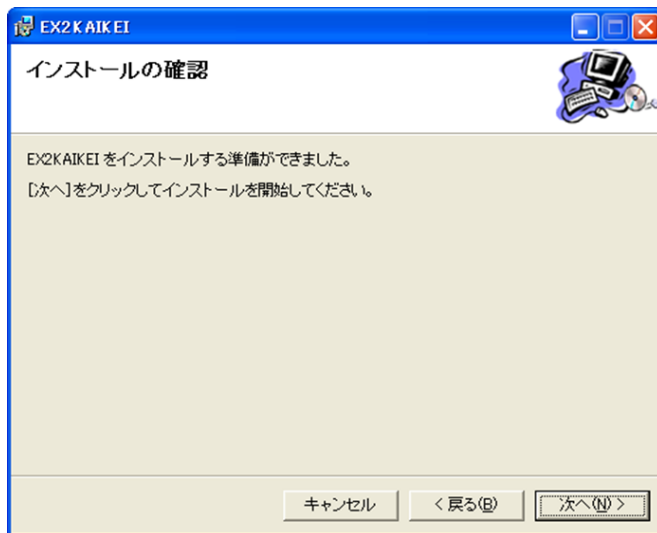 EX2KAIKEI
インストールの確認
EX2KAIKEI をインストールする準備ができました。
[次へ]をクリックしてインストールを開始してください。
キャンセル
< 戻る(B)
次へ(N) >